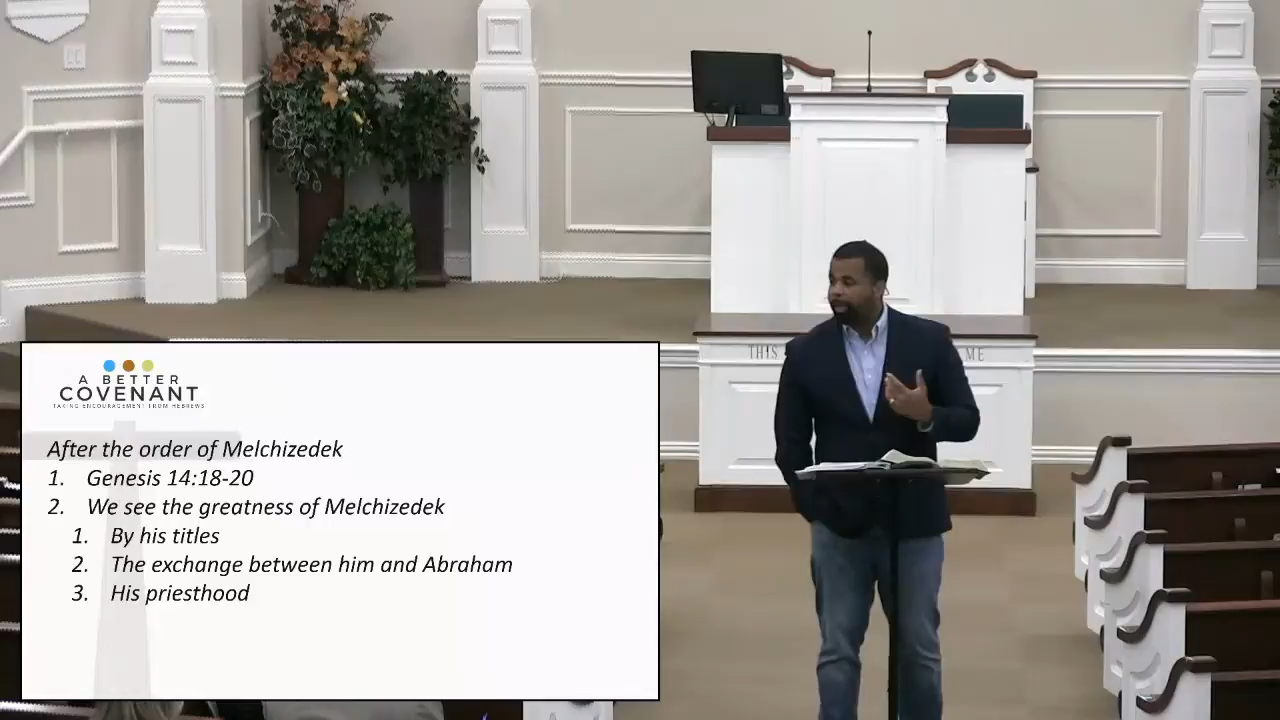 A BETTER
COVENANT
TAKING ENCOURAGEMENT FROM HEBREWS
After the order of Melchizedek
1. Genesis 14:18-20
2. We see the greatness of Melchizedek
1. By his titles
2. The exchange between him and Abraham
3. His priesthood
THIS ME